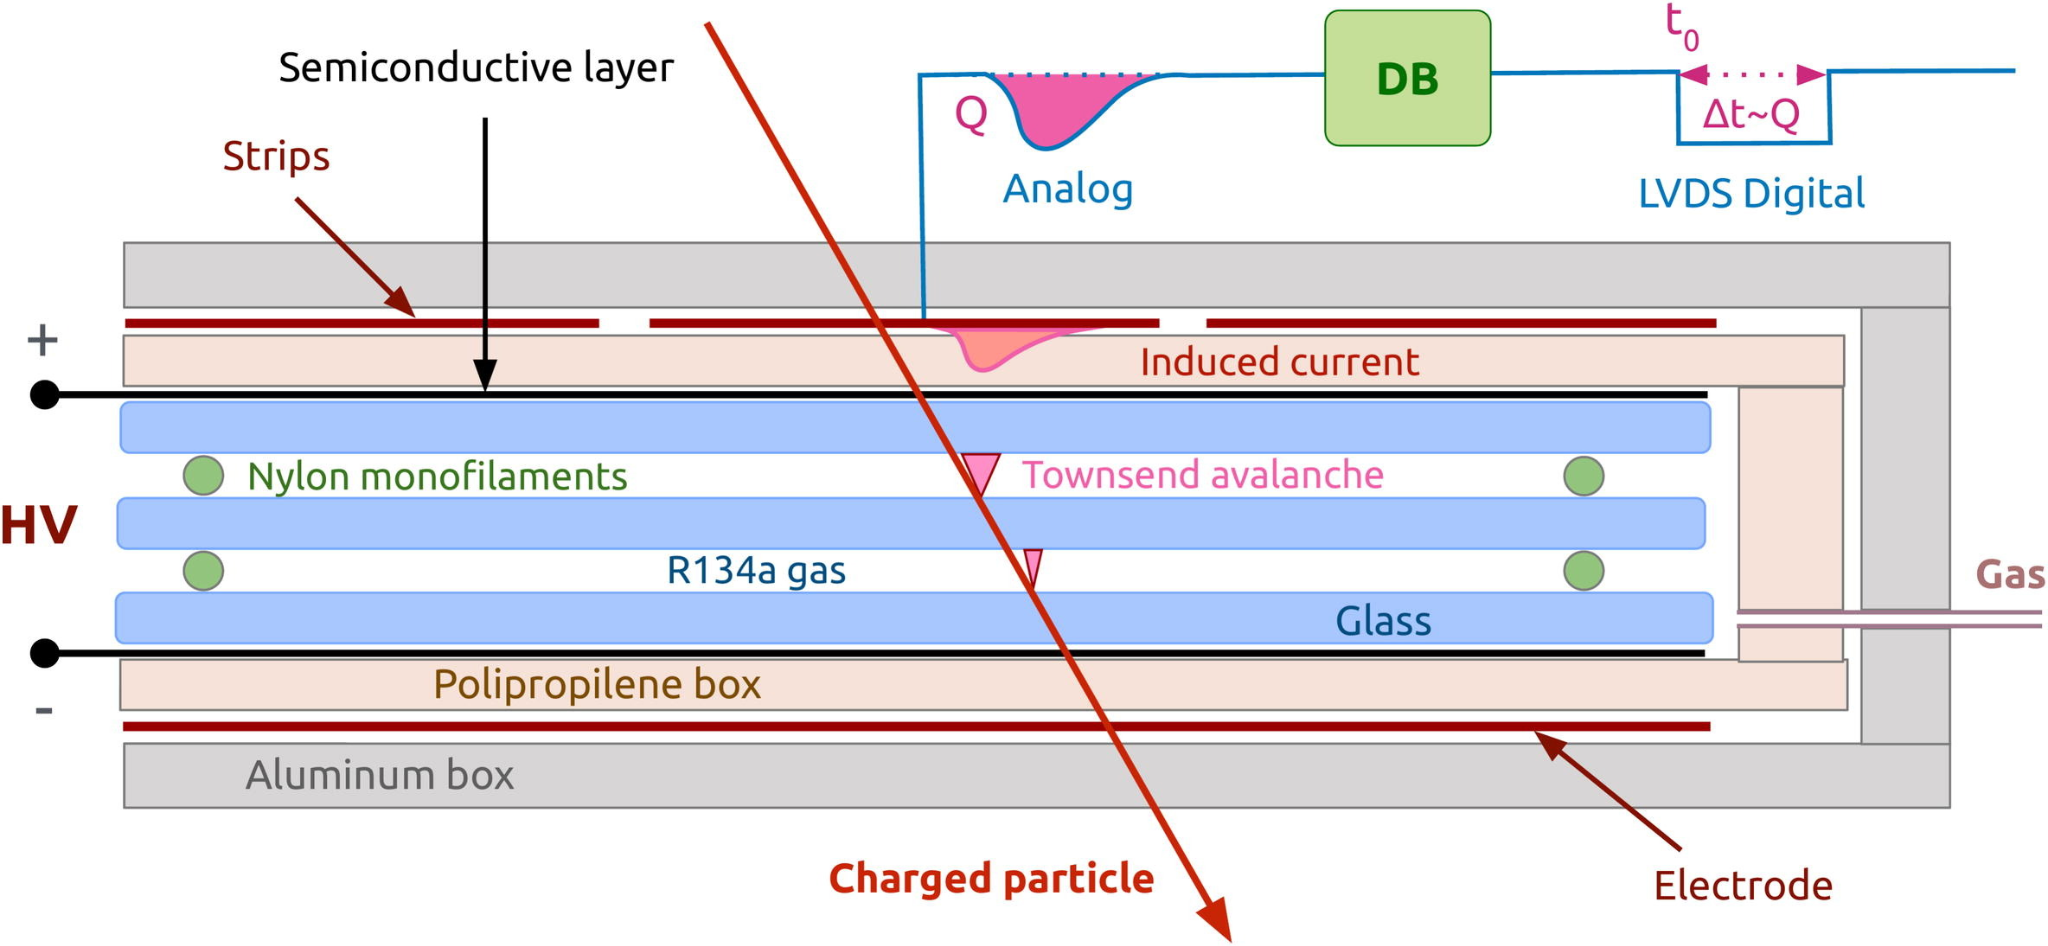 t0
Semiconductive layer
DB
Q
Δt~Q
Strips
Analog
LVDS Digital
+
Induced current
Nylon monofilaments
Townsend avalanche
HV
R134a gas
Gas
Glass
Polipropilene box
-
Aluminum box
Charged particle
Electrode